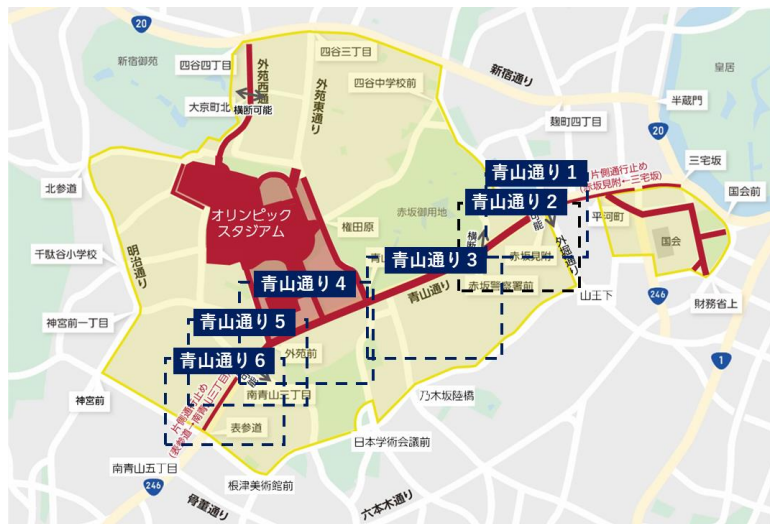 20
新宿御苑
四谷四丁目
四谷三丁目
外苑西通り
外苑東通り
四谷中学校前
新宿通り
皇居
大京町北
横断可能
麹町四丁目
半蔵門
20
三宅坂
北参道
片側通行止め
(赤坂見附←三宅坂)
青山通り1
国会前
オリンピック
スタジアム
権田原
赤坂御用地
青山通り2
平河町
千駄ヶ谷小学校
明治通り
国会
横断
赤坂見附
外堀通り
青山通り3
青山通り4
青山通り
赤坂警察署前
山王下
246
財務省上
神宮前一丁目
青山通り5
外苑前
1
青山通り6
神宮前
南青山三丁目
乃木坂陸橋
片側通行止め
(表参道→南青山三丁目)
表参道
日本学術会議前
南青山五丁目
246
根津美術館前
骨董通り
六本木通り